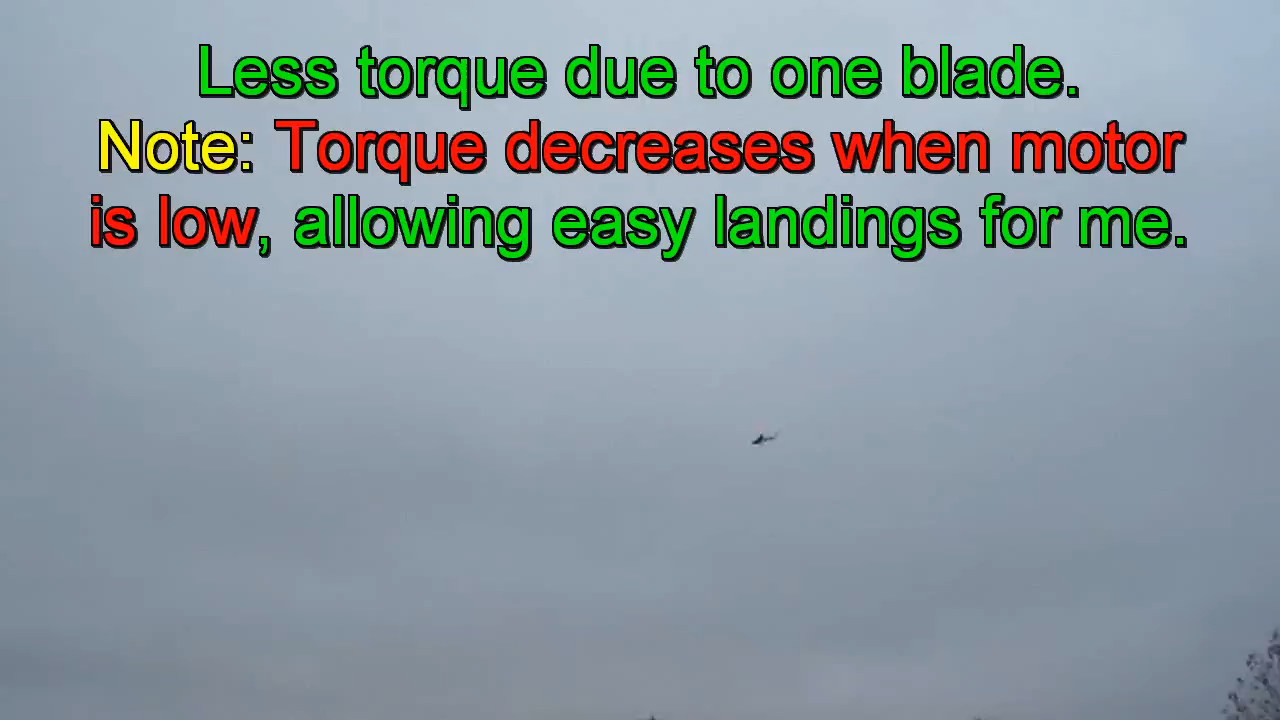 Less torque due to one blade.
Note: Torque decreases when motor
is low, allowing easy landings for me.